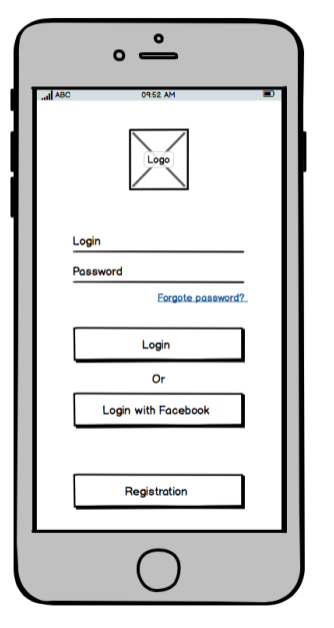 ABC 09:52 AM
Logo
Login
Password
Forgote password?
Login
Or
Login with Facebook
Registration